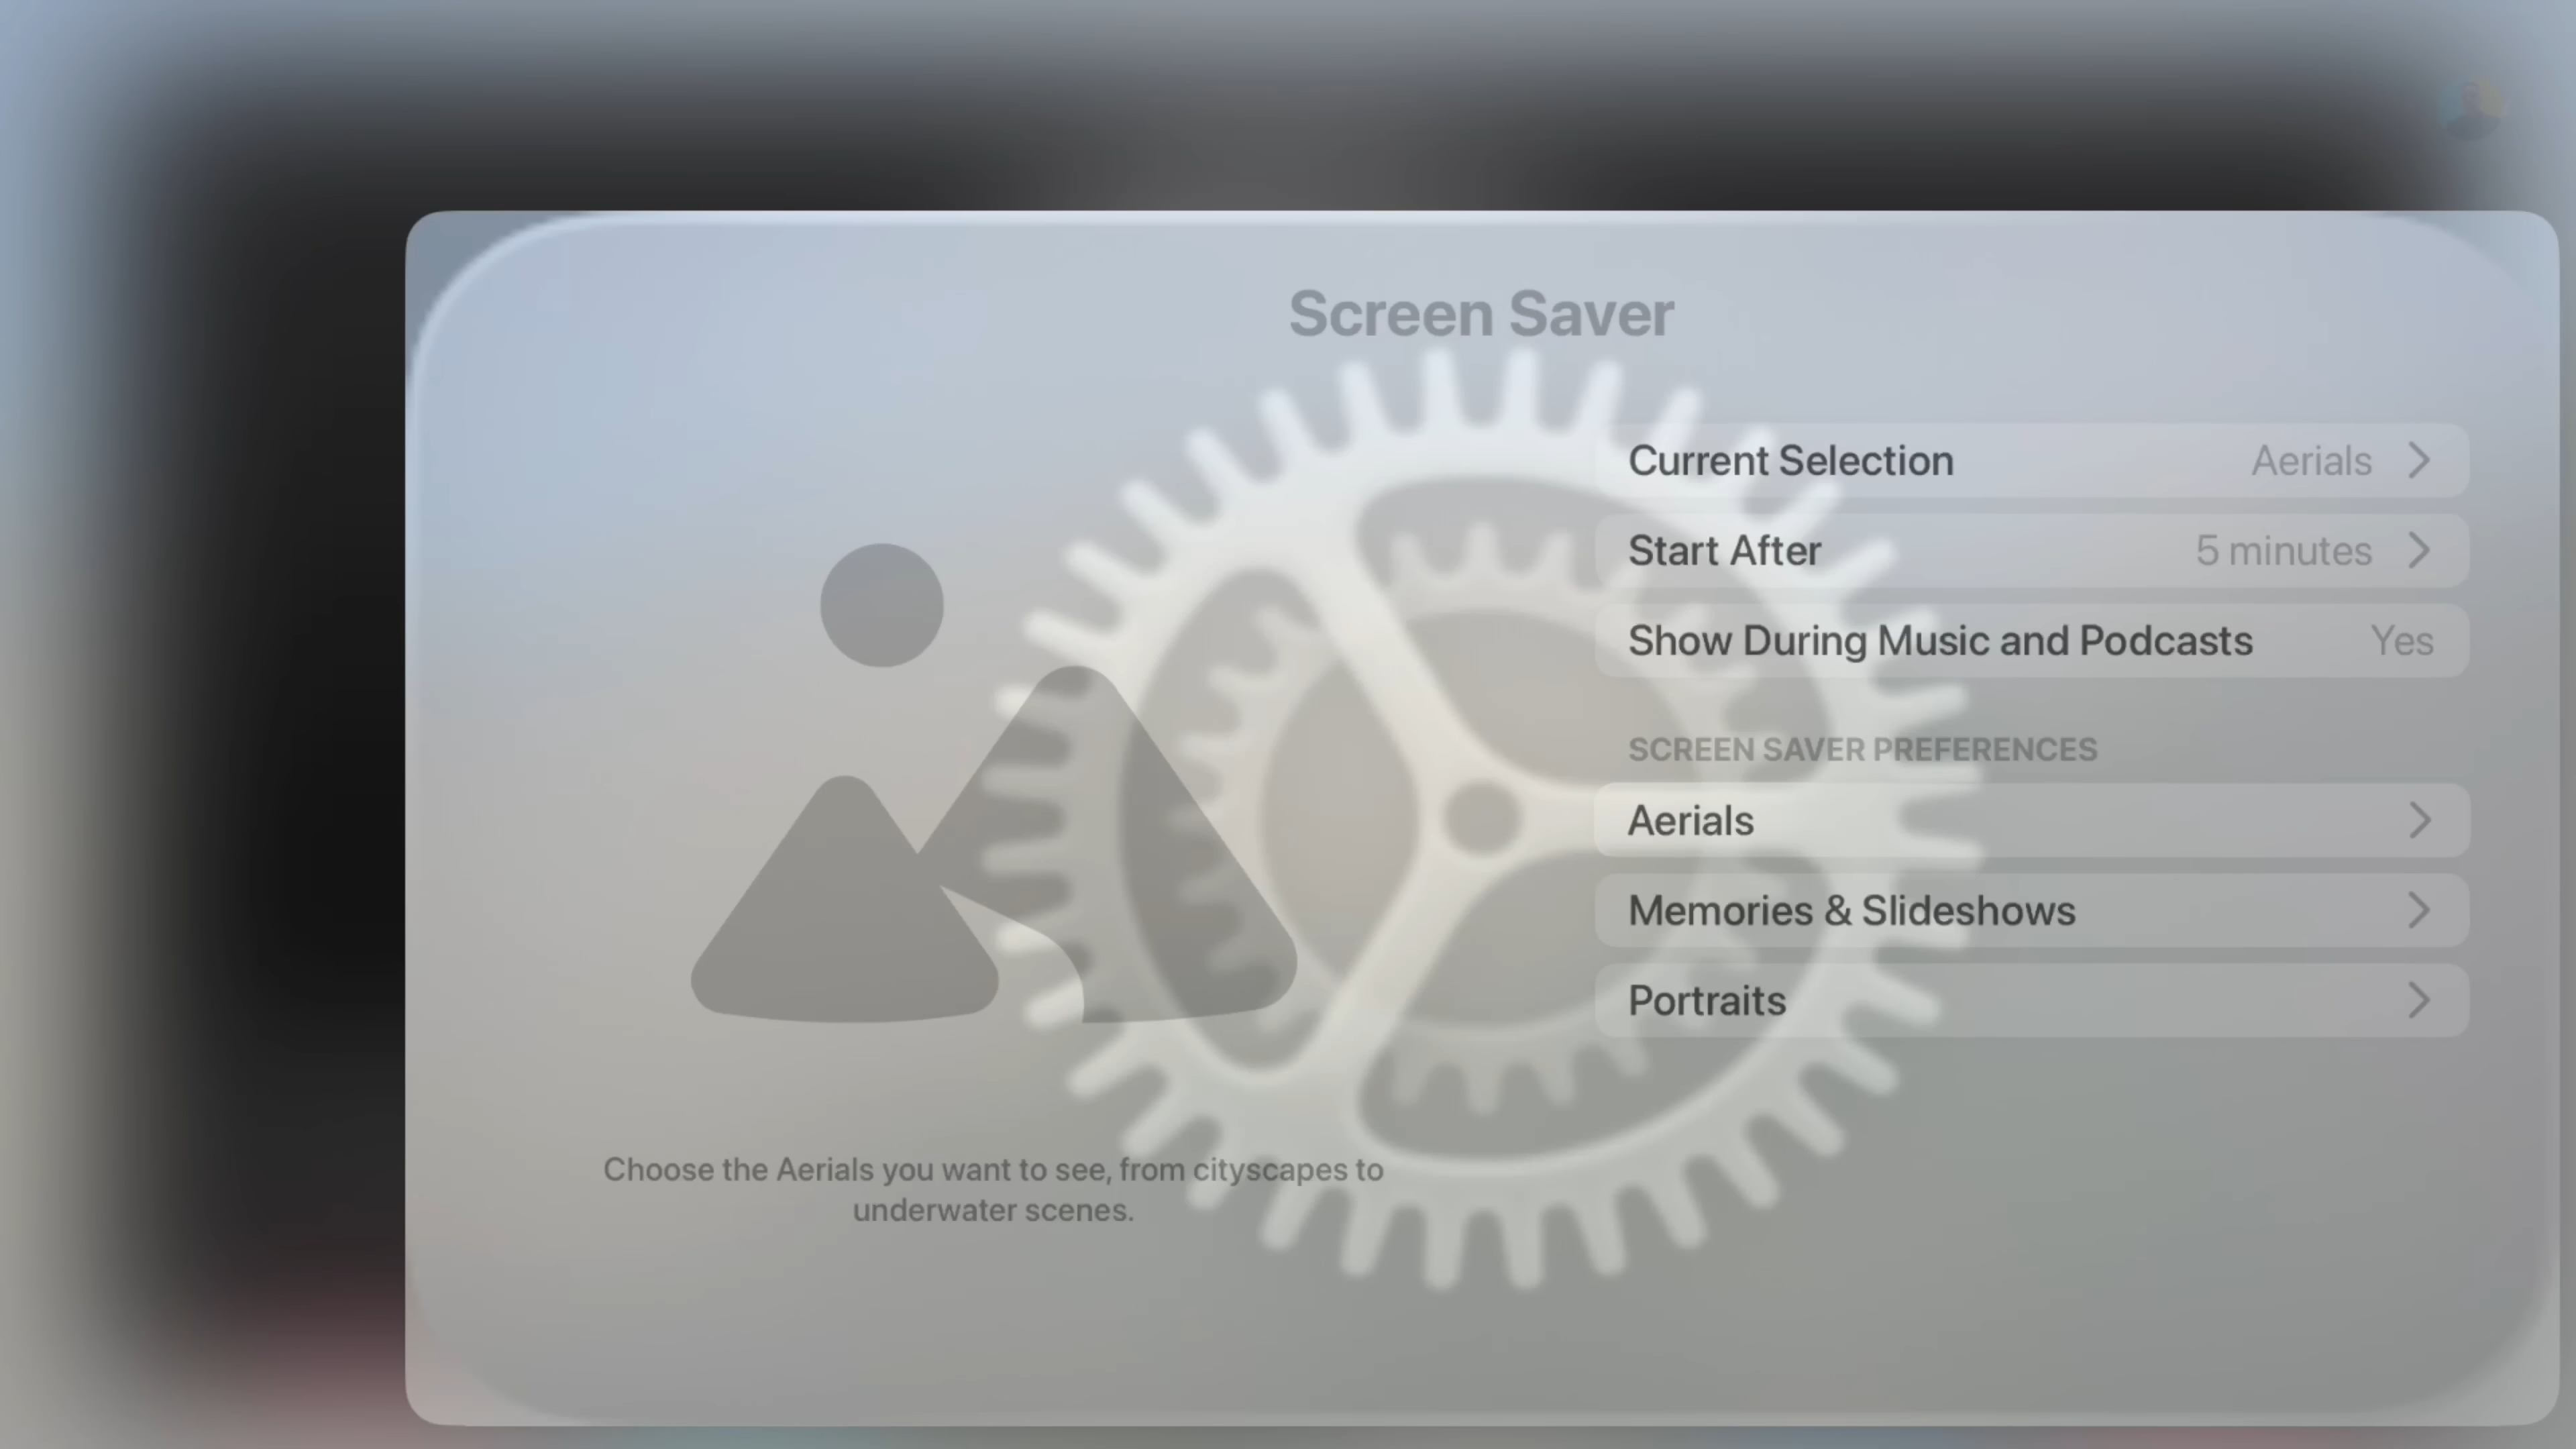 Screen Saver
Current Selection Aerials
Start After 5 minutes
Show During Music and Podcasts Yes
SCREEN SAVER PREFERENCES
Aerials
Memories & Slideshows
Portraits
Choose the Aerials you want to see, from cityscapes to
underwater scenes.